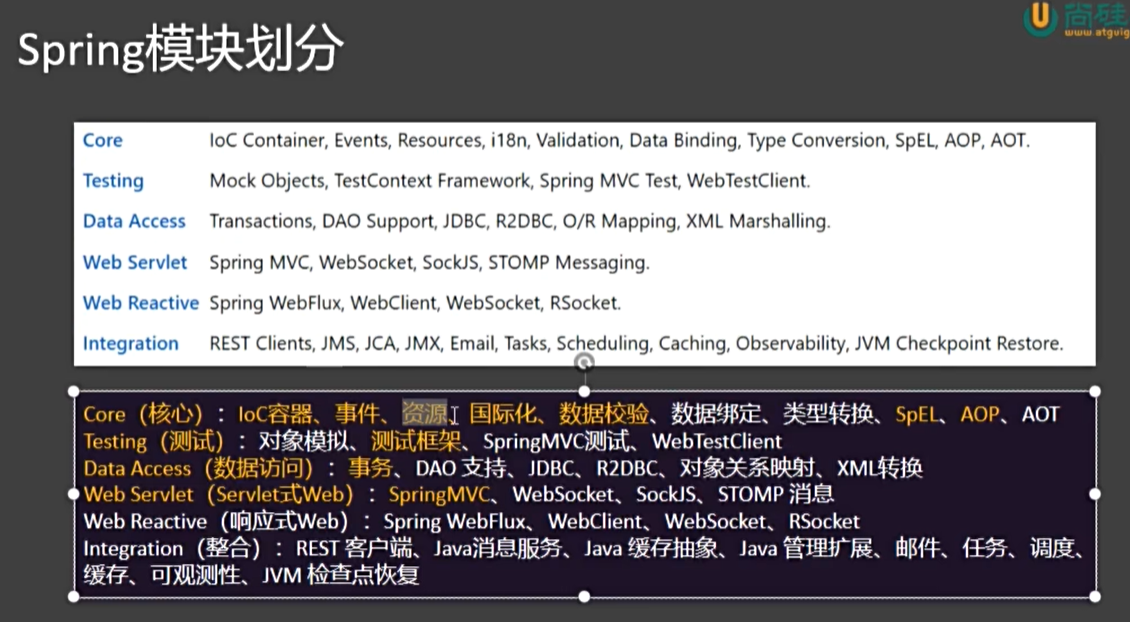 尚硅
www.atguig
Spring模块划分
Core IoC Container, Events, Resources, i18n, Validation, Data Binding, Type Conversion, SpEL, AOP, AOT.
Testing Mock Objects, TestContext Framework, Spring MVC Test, WebTestClient.
Data Access Transactions, DAO Support, JDBC, R2DBC, O/R Mapping, XML Marshalling.
Web Servlet Spring MVC, WebSocket, SockJS, STOMP Messaging.
Web Reactive Spring WebFlux, WebClient, WebSocket, RSocket.
Integration REST Clients, JMS, JCA, JMX, Email, Tasks, Scheduling, Caching, Observability, JVM Checkpoint Restore.
Core（核心）：IoC容器、事件、资源、国际化、数据校验、数据绑定、类型转换、SpEL、AOP、AOT
Testing（测试）：对象模拟、测试框架、SpringMVC测试、WebTestClient
Data Access（数据访问）：事务、DAO 支持、JDBC、R2DBC、对象关系映射、XML转换
Web Servlet（Servlet式Web）：SpringMVC、WebSocket、SockJS、STOMP 消息
Web Reactive（响应式Web）：Spring WebFlux、WebClient、WebSocket、RSocket
Integration（整合）：REST 客户端、Java消息服务、Java 缓存抽象、Java 管理扩展、邮件、任务、调度、
缓存、可观测性、JVM 检查点恢复